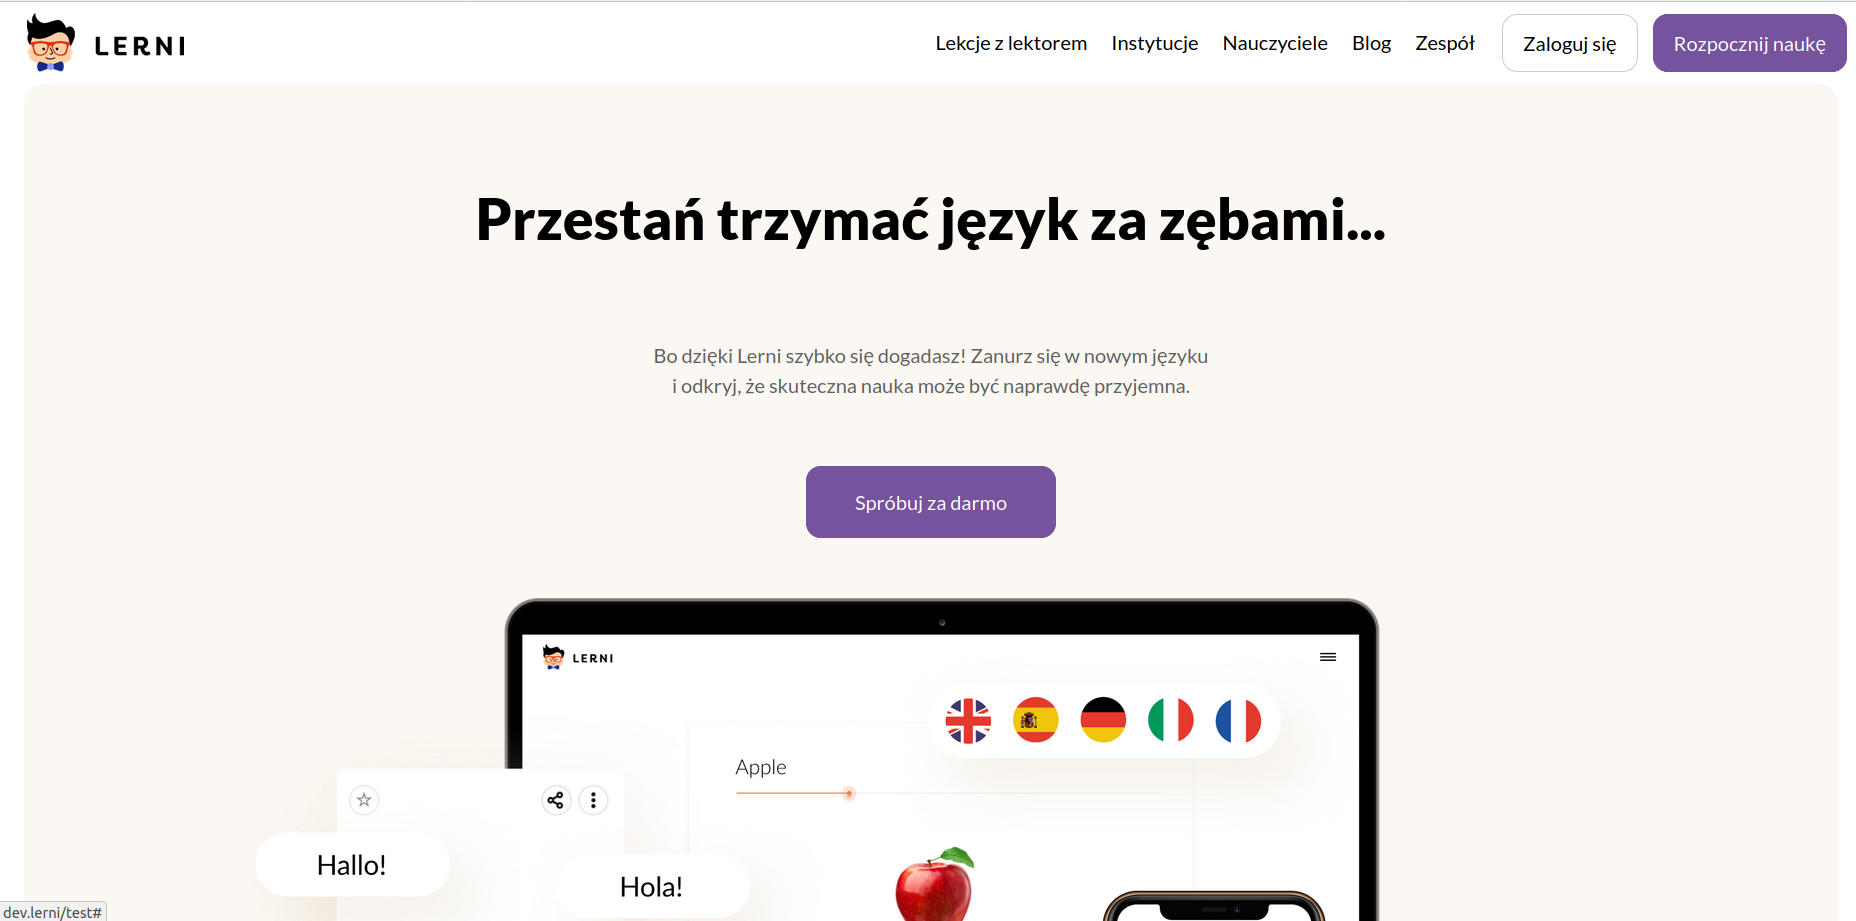 LERNI
Lekcje z lektorem Instytucje Nauczyciele Blog Zespół Zaloguj się Rozpocznij naukę
Przestań trzymać język za zębami...
Bo dzięki Lerni szybko się dogadasz! Zanurz się w nowym języku
i odkryj, że skuteczna nauka może być naprawdę przyjemna.
Spróbuj za darmo
LERNI
Apple
Hallo!
Hola!
dev.lerni/test#